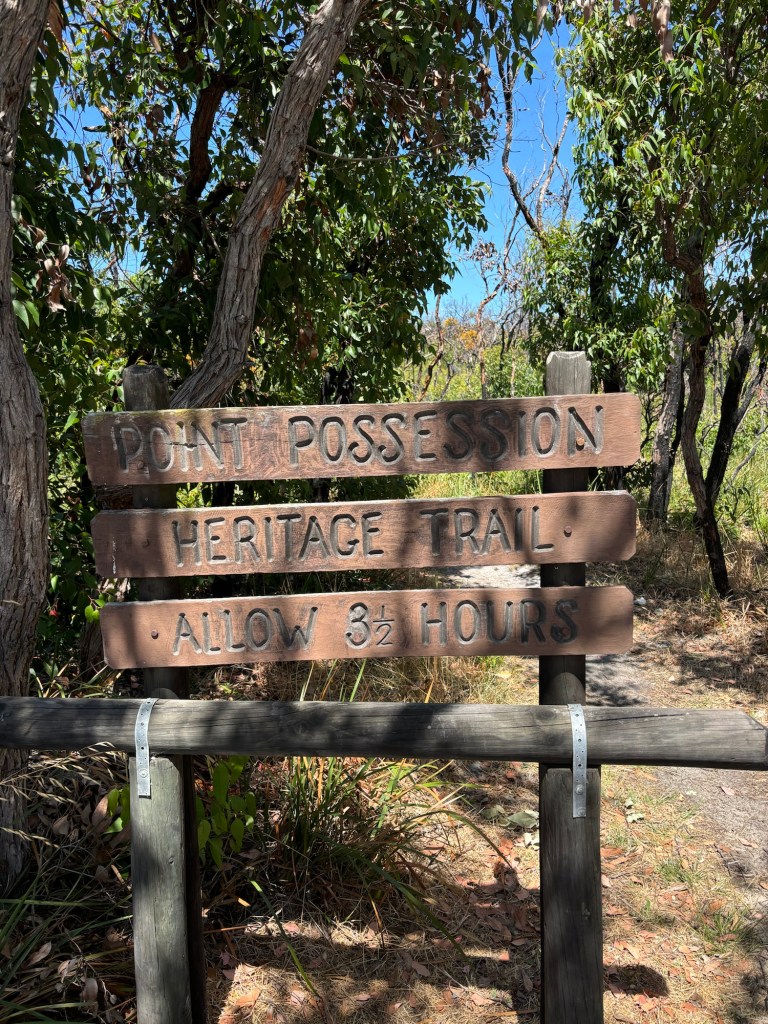 POINT POSSESSION
HERITAGE TRAIL
ALLOW 3½ HOURS